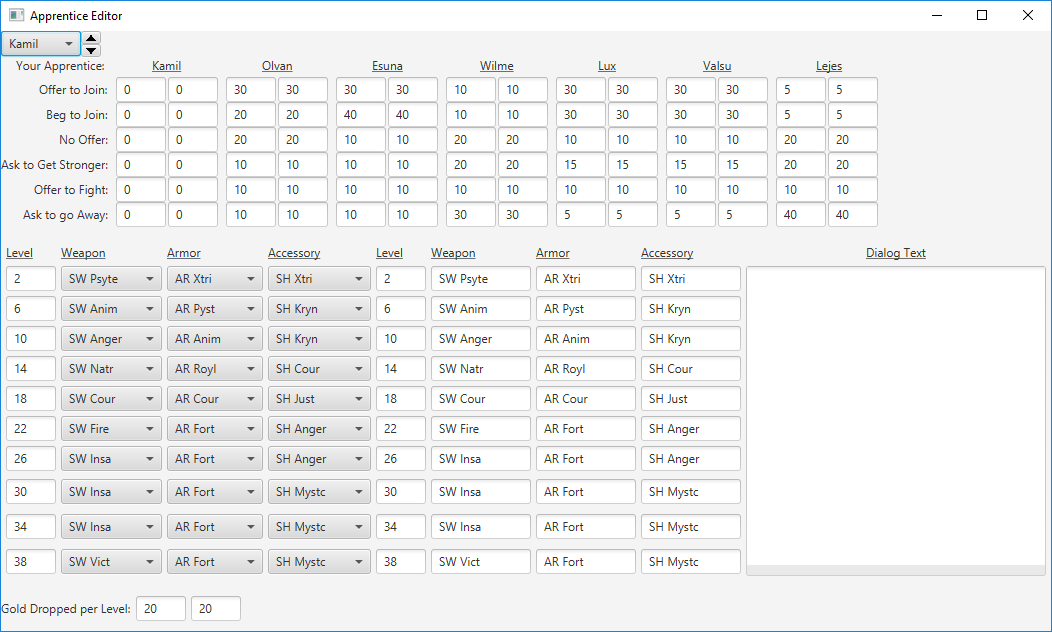 Apprentice Editor
Kamil
Your Apprentice: Kamil Olvan Esuna Wilme Lux Valsu Lejes
Offer to Join: 0 0 30 30 30 30 10 10 30 30 30 30 5 5
Beg to Join: 0 0 20 20 40 40 10 10 30 30 30 30 5 5
No Offer: 0 0 20 20 10 10 20 20 10 10 10 10 20 20
Ask to Get Stronger: 0 0 10 10 10 10 20 20 15 15 15 15 20 20
Offer to Fight: 0 0 10 10 10 10 10 10 10 10 10 10 10 10
Ask to go Away: 0 0 10 10 10 10 30 30 5 5 5 5 40 40
Level Weapon Armor Accessory Level Weapon Armor Accessory Dialog Text
2 SW Psyte AR Xtri SH Xtri 2 SW Psyte AR Xtri SH Xtri
6 SW Anim AR Pyst SH Kryn 6 SW Anim AR Pyst SH Kryn
10 SW Anger AR Anim SH Kryn 10 SW Anger AR Anim SH Kryn
14 SW Natr AR Royl SH Cour 14 SW Natr AR Royl SH Cour
18 SW Cour AR Cour SH Just 18 SW Cour AR Cour SH Just
22 SW Fire AR Fort SH Anger 22 SW Fire AR Fort SH Anger
26 SW Insa AR Fort SH Anger 26 SW Insa AR Fort SH Anger
30 SW Insa AR Fort SH Mystc 30 SW Insa AR Fort SH Mystc
34 SW Insa AR Fort SH Mystc 34 SW Insa AR Fort SH Mystc
38 SW Vict AR Fort SH Mystc 38 SW Vict AR Fort SH Mystc
Gold Dropped per Level: 20 20